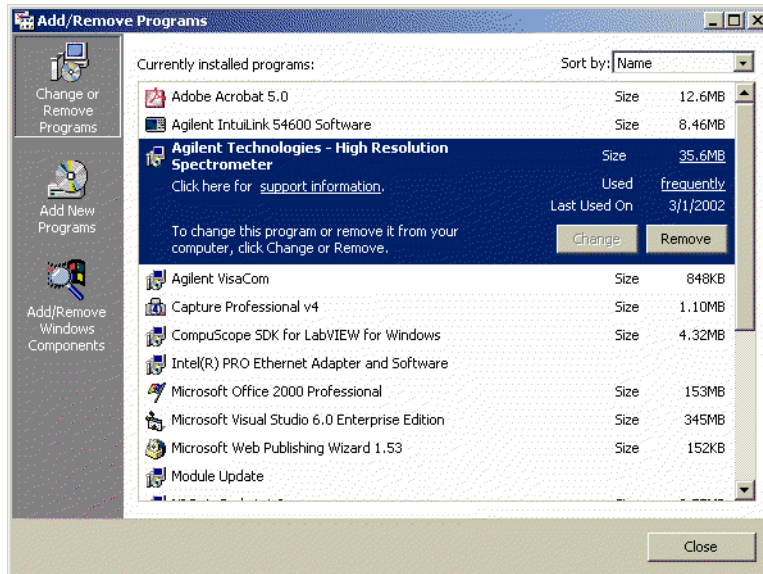 Add/Remove Programs
Change or
Remove
Programs
Add New
Programs
Add/Remove
Windows
Components
Currently installed programs:
Sort by: Name
Adobe Acrobat 5.0 Size 12.6MB
Agilent IntuiLink 54600 Software Size 8.46MB
Agilent Technologies - High Resolution
Spectrometer Size 35.6MB
Click here for support information. Used frequently
Last Used On 3/1/2002
To change this program or remove it from your
computer, click Change or Remove.
Change Remove
Agilent VisaCom Size 848KB
Capture Professional v4 Size 1.10MB
CompuScope SDK for LabVIEW for Windows Size 4.32MB
Intel(R) PRO Ethernet Adapter and Software
Microsoft Office 2000 Professional Size 153MB
Microsoft Visual Studio 6.0 Enterprise Edition Size 345MB
Microsoft Web Publishing Wizard 1.53 Size 152KB
Module Update
Close